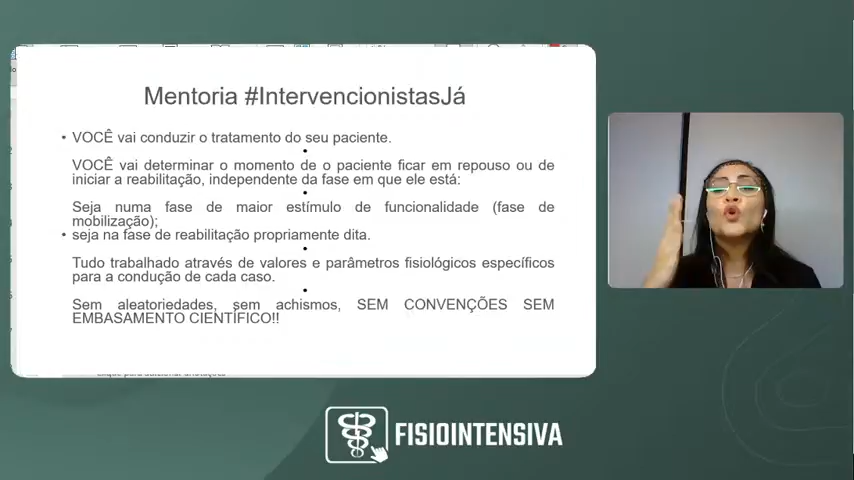 Mentoria #IntervencionistasJá
• VOCÊ vai conduzir o tratamento do seu paciente.
•
VOCÊ vai determinar o momento de o paciente ficar em repouso ou de
iniciar a reabilitação, independente da fase em que ele está:
•
Seja numa fase de maior estímulo de funcionalidade (fase de
mobilização);
• seja na fase de reabilitação propriamente dita.
•
Tudo trabalhado através de valores e parâmetros fisiológicos específicos
para a condução de cada caso.
•
Sem aleatoriedades, sem achismos, SEM CONVENÇÕES SEM
EMBASAMENTO CIENTÍFICO!!
FISIOINTENSIVA